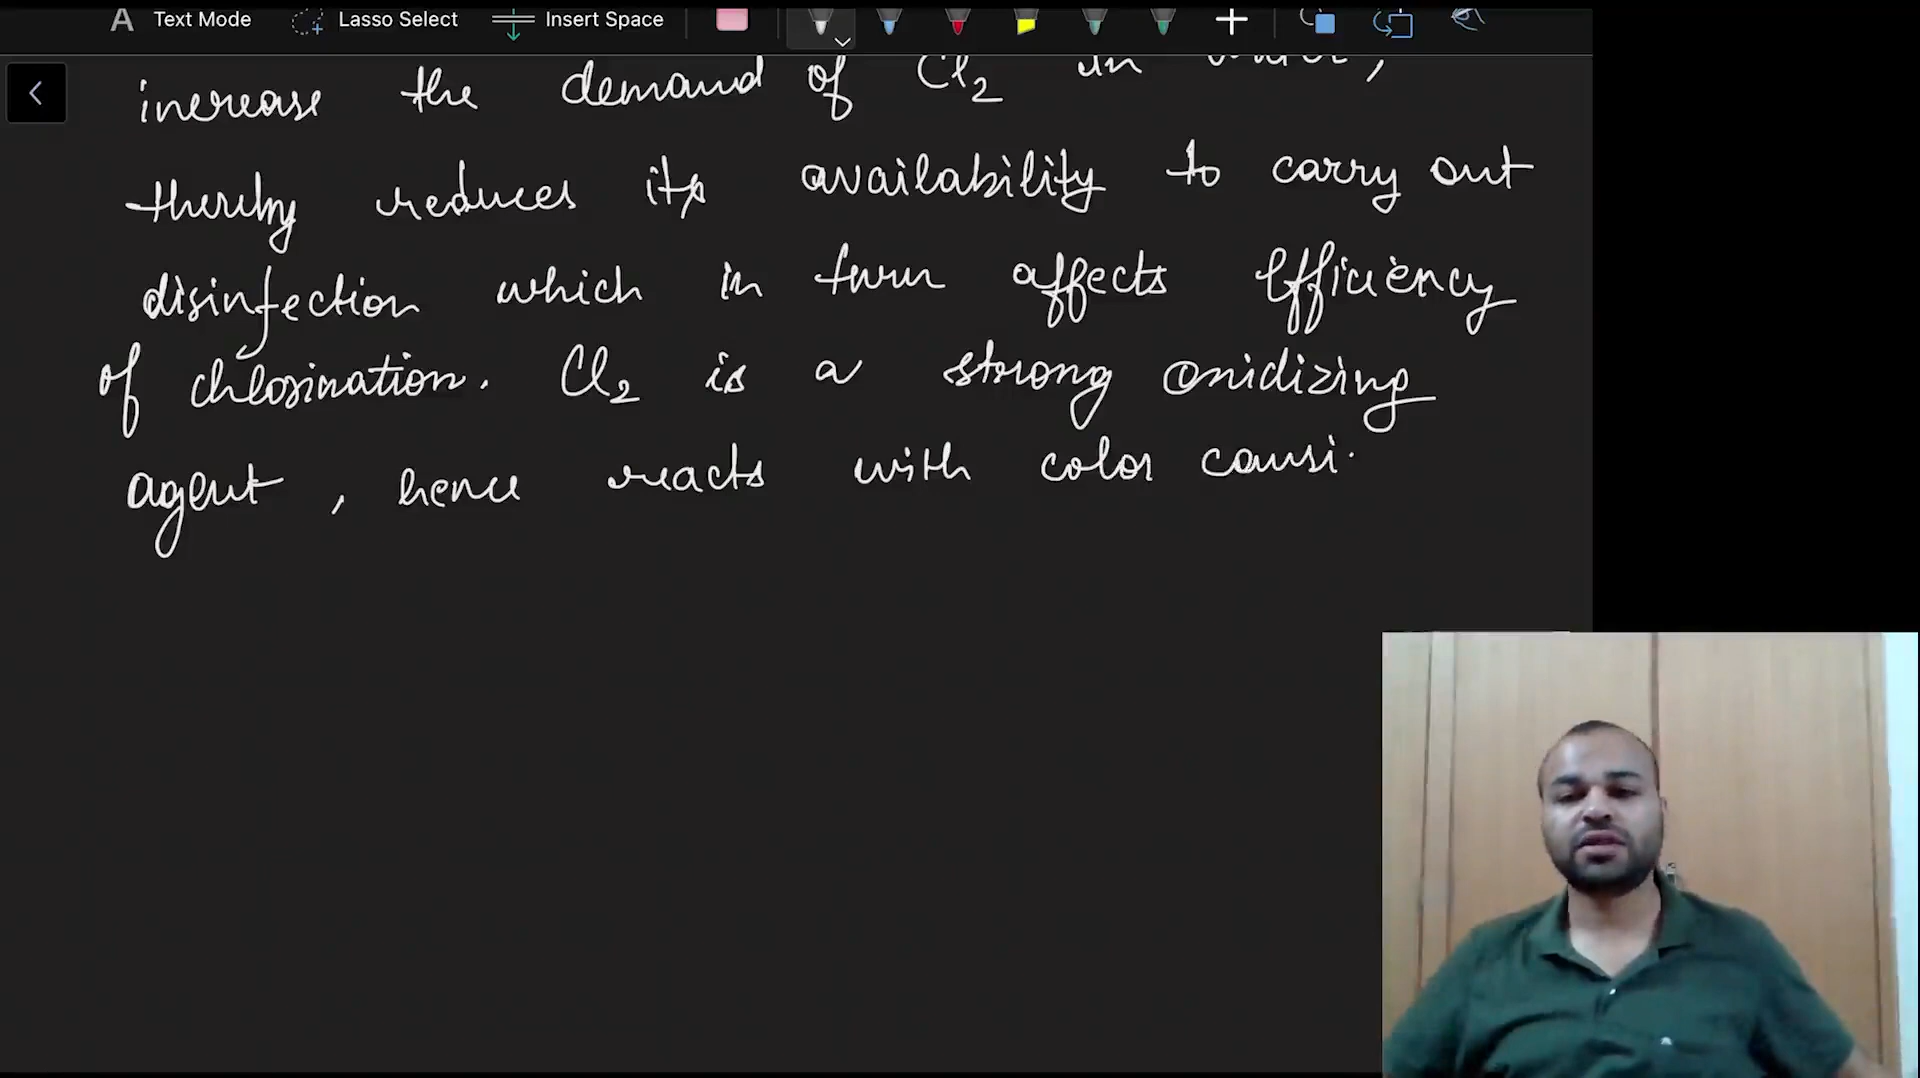 Text Mode Lasso Select Insert Space
increase the demand of Cl2 in
thereby reduces its availability to carry out
disinfection which in turn affects efficiency
of chlorination. Cl2 is a strong oxidizing
agent, hence reacts with color causi